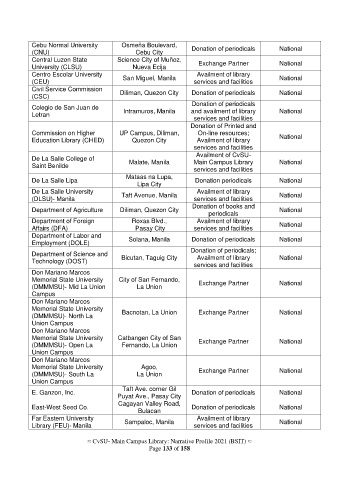 Cebu Normal University (CNU) | Osmeña Boulevard, Cebu City | Donation of periodicals | National
Central Luzon State University (CLSU) | Science City of Muñoz, Nueva Ecija | Exchange Partner | National
Centro Escolar University (CEU) | San Miguel, Manila | Availment of library services and facilities | National
Civil Service Commission (CSC) | Diliman, Quezon City | Donation of periodicals | National
Colegio de San Juan de Letran | Intramuros, Manila | Donation of periodicals and availment of library services and facilities | National
Commission on Higher Education Library (CHED) | UP Campus, Diliman, Quezon City | Donation of Printed and On-line resources; Availment of library services and facilities | National
De La Salle College of Saint Benilde | Malate, Manila | Availment of CvSU-Main Campus Library services and facilities | National
De La Salle Lipa | Mataas na Lupa, Lipa City | Donation periodicals | National
De La Salle University (DLSU)- Manila | Taft Avenue, Manila | Availment of library services and facilities | National
Department of Agriculture | Diliman, Quezon City | Donation of books and periodicals | National
Department of Foreign Affairs (DFA) | Roxas Blvd., Pasay City | Availment of library services and facilities | National
Department of Labor and Employment (DOLE) | Solana, Manila | Donation of periodicals | National
Department of Science and Technology (DOST) | Bicutan, Taguig City | Donation of periodicals; Availment of library services and facilities | National
Don Mariano Marcos Memorial State University (DMMMSU)- Mid La Union Campus | City of San Fernando, La Union | Exchange Partner | National
Don Mariano Marcos Memorial State University (DMMMSU)- North La Union Campus | Bacnotan, La Union | Exchange Partner | National
Don Mariano Marcos Memorial State University (DMMMSU)- Open La Union Campus | Catbangen City of San Fernando, La Union | Exchange Partner | National
Don Mariano Marcos Memorial State University (DMMMSU)- South La Union Campus | Agoo, La Union | Exchange Partner | National
E. Ganzon, Inc. | Taft Ave. corner Gil Puyat Ave., Pasay City | Donation of periodicals | National
East-West Seed Co. | Cagayan Valley Road, Bulacan | Donation of periodicals | National
Far Eastern University Library (FEU)- Manila | Sampaloc, Manila | Availment of library services and facilities | National
≈ CvSU- Main Campus Library: Narrative Profile 2021 (BSIT) ≈
Page 133 of 158